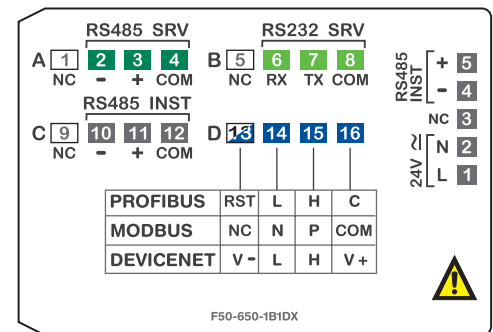 RS485 SRV
RS232 SRV
A 1 2 3 4
NC - + COM
B 5 6 7 8
NC RX TX COM
RS485 INST
C 9 10 11 12
NC - + COM
D 13 14 15 16
PROFIBUS RST L H C
MODBUS NC N P COM
DEVICENET V - L H V +
RS485 INST
+ 5
- 4
NC 3
24V ≂
N 2
L 1
F50-650-1B1DX